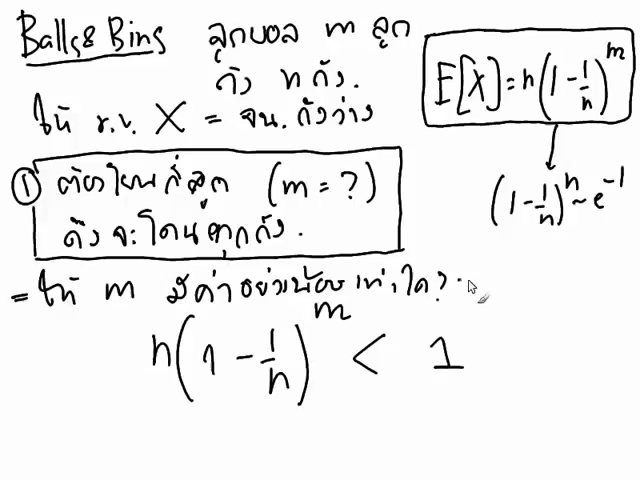 Balls & Bins ลูกบอล m ลูก
ถัง n ถัง.
ให้ r.v. X = จน. ถังว่าง
E[X] = n(1 - 1/n)^m
(1 - 1/n)^n ~ e^-1
① ต้องโยนกี่ลูก (m = ?)
ถึงจะโดนทุกถัง.
= ให้ m มีค่าอย่างน้อยเท่าใด?
n(1 - 1/n)^m < 1